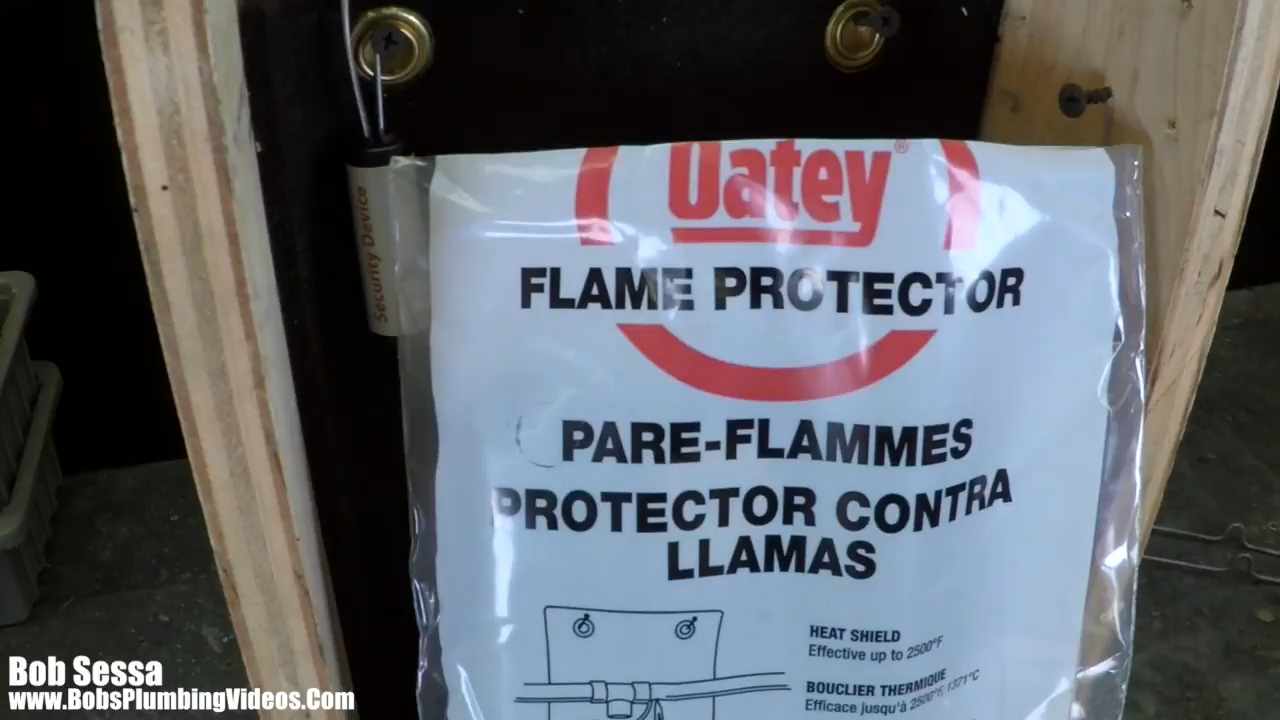 Security Device
Oatey®
FLAME PROTECTOR
PARE-FLAMMES
PROTECTOR CONTRA
LLAMAS
HEAT SHIELD
Effective up to 2500°F
BOUCLIER THERMIQUE
Efficace jusqu'à 2500°F, 1371°C
Bob Sessa
www.BobsPlumbingVideos.Com